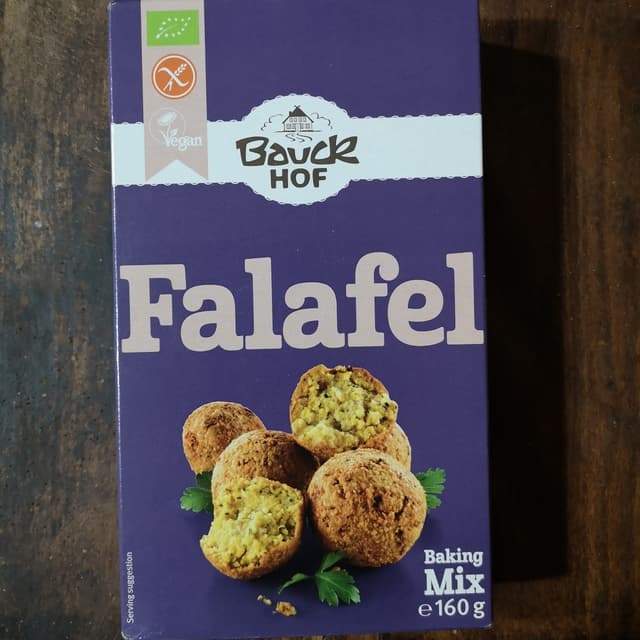 Vegan
Bauck
HOF
Falafel
Baking
Mix
℮ 160 g
Serving suggestion